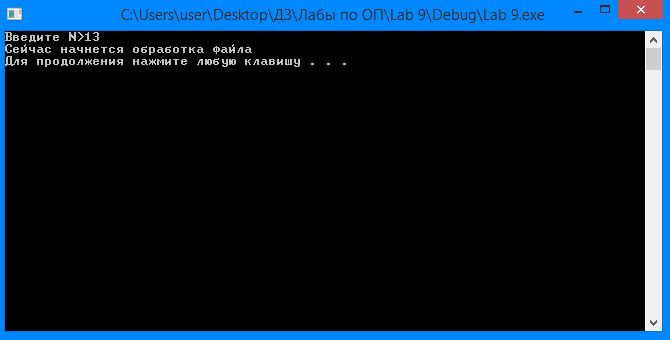 C:\Users\user\Desktop\ДЗ\Лабы по ОП\Lab 9\Debug\Lab 9.exe
Введите N>13
Сейчас начнется обработка файла
Для продолжения нажмите любую клавишу . . .